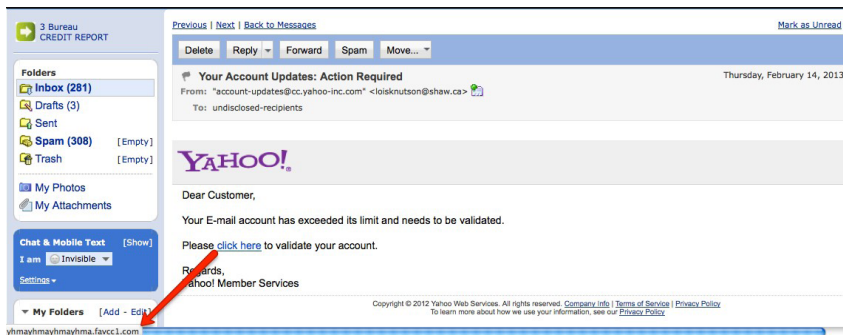 3 Bureau
CREDIT REPORT
Previous | Next | Back to Messages
Mark as Unread
Delete Reply Forward Spam Move...
Your Account Updates: Action Required
Thursday, February 14, 2013
From: "account-updates@cc.yahoo-inc.com" <loisknutson@shaw.ca>
To: undisclosed-recipients
Folders
Inbox (281)
Drafts (3)
Sent
Spam (308) [Empty]
Trash [Empty]
My Photos
My Attachments
Chat & Mobile Text [Show]
I am Invisible
Settings
My Folders [Add - Edit]
YAHOO!
Dear Customer,
Your E-mail account has exceeded its limit and needs to be validated.
Please click here to validate your account.
Regards,
Yahoo! Member Services
Copyright © 2012 Yahoo Web Services. All rights reserved. Company Info | Terms of Service | Privacy Policy
To learn more about how we use your information, see our Privacy Policy
yhmayhmayhmayhma.favcc1.com